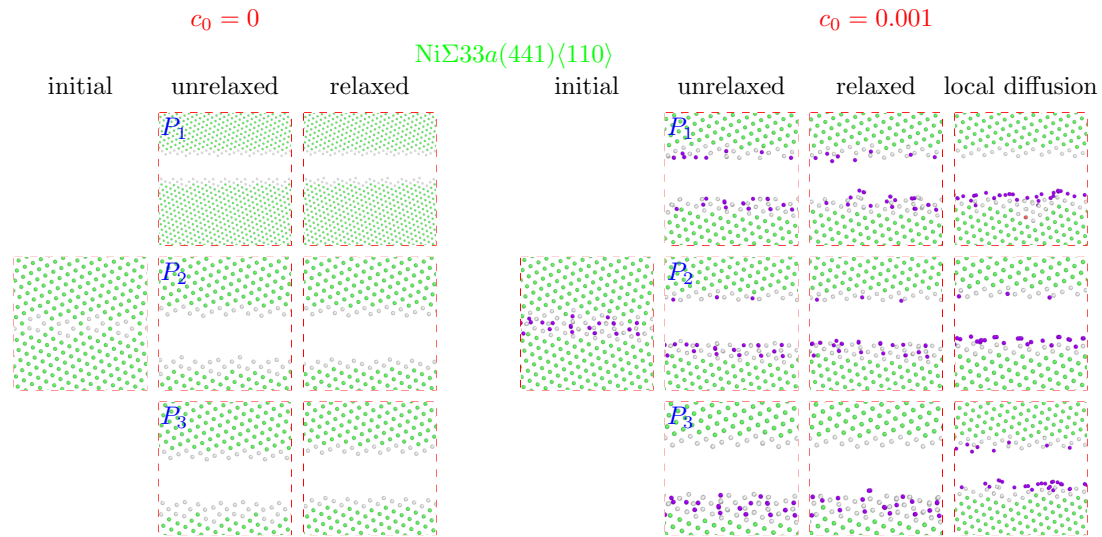 c₀ = 0 c₀ = 0.001
NiΣ33a(441)⟨110⟩
initial unrelaxed relaxed initial unrelaxed relaxed local diffusion
P₁ P₁
P₂ P₂
P₃ P₃